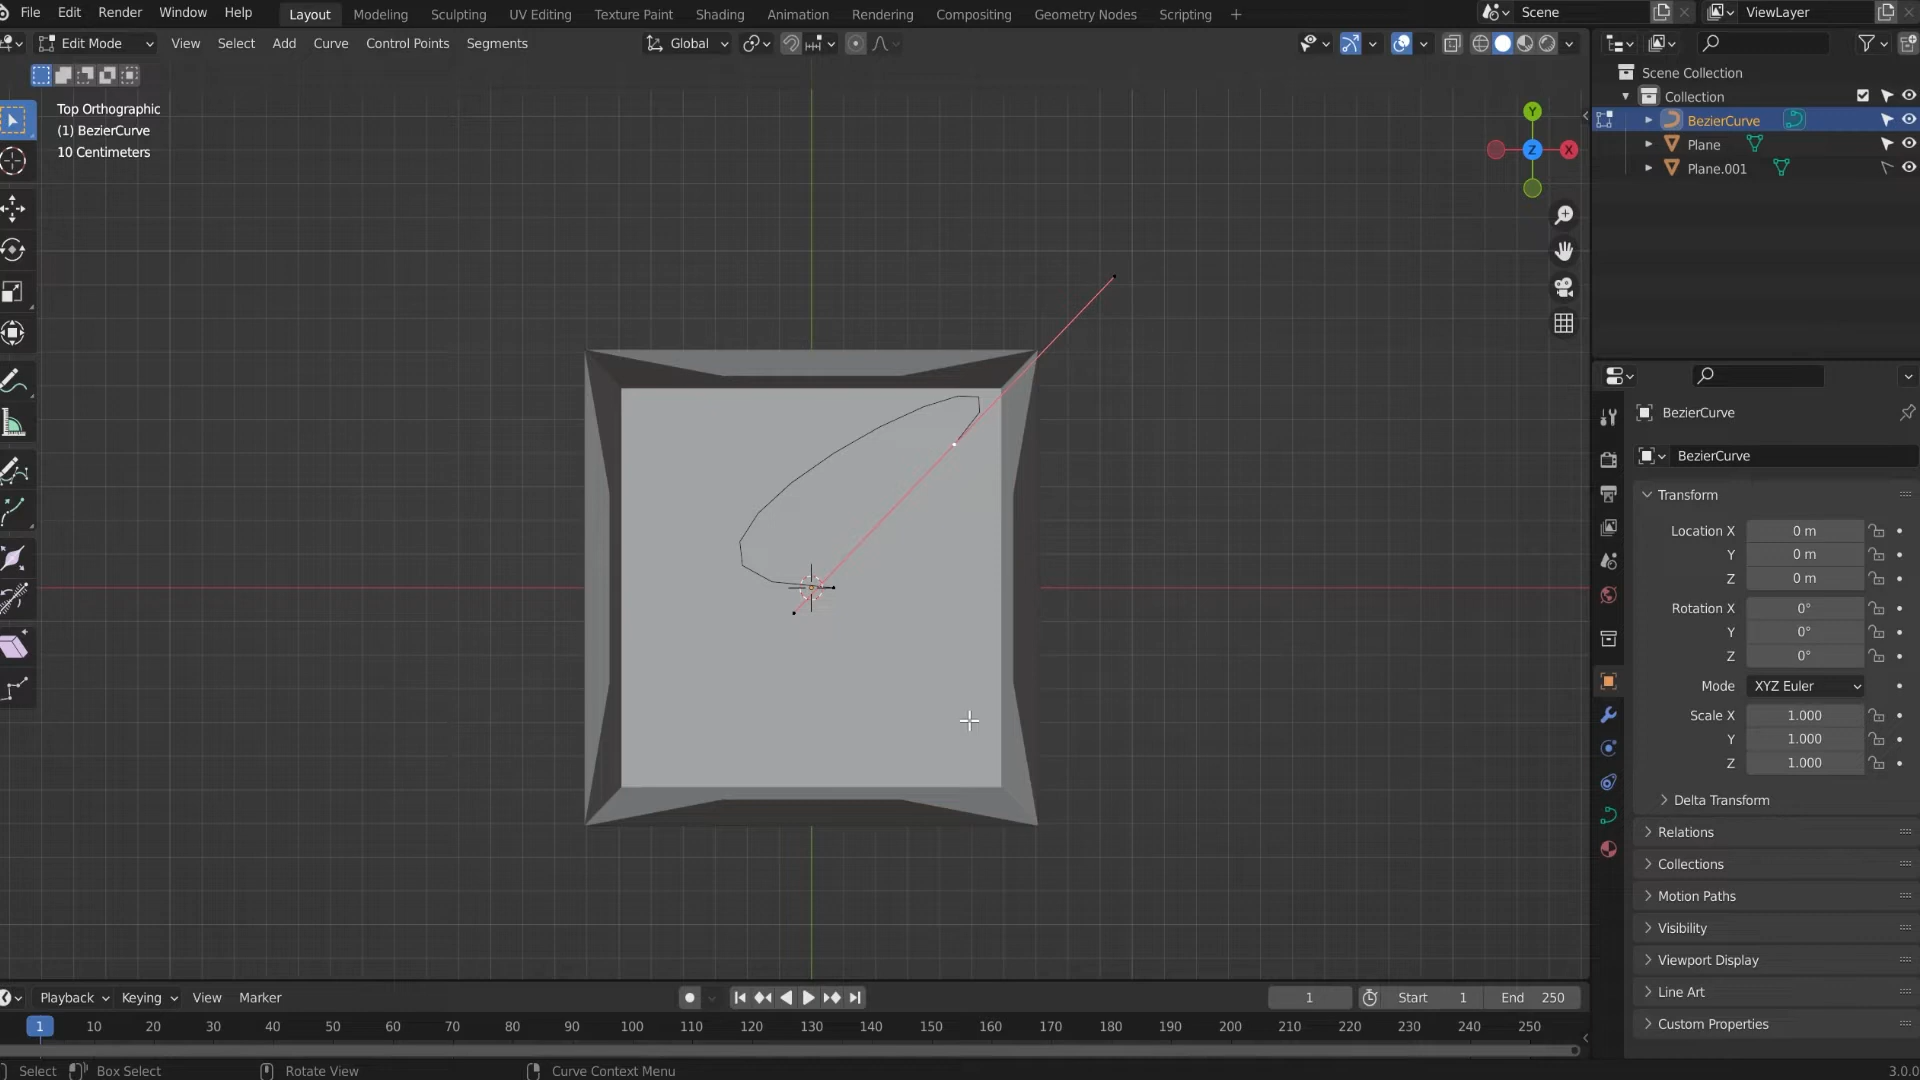 File Edit Render Window Help Layout Modeling Sculpting UV Editing Texture Paint Shading Animation Rendering Compositing Geometry Nodes Scripting + Scene ViewLayer
Edit Mode View Select Add Curve Control Points Segments Global
Top Orthographic
(1) BezierCurve
10 Centimeters
Y
Z X
Scene Collection
Collection
BezierCurve
Plane
Plane.001
BezierCurve
BezierCurve
Transform
Location X 0 m
Y 0 m
Z 0 m
Rotation X 0°
Y 0°
Z 0°
Mode XYZ Euler
Scale X 1.000
Y 1.000
Z 1.000
Delta Transform
Relations
Collections
Motion Paths
Visibility
Viewport Display
Line Art
Custom Properties
Playback Keying View Marker 1 Start 1 End 250
1 10 20 30 40 50 60 70 80 90 100 110 120 130 140 150 160 170 180 190 200 210 220 230 240 250
Select Box Select Rotate View Curve Context Menu 3.0.0